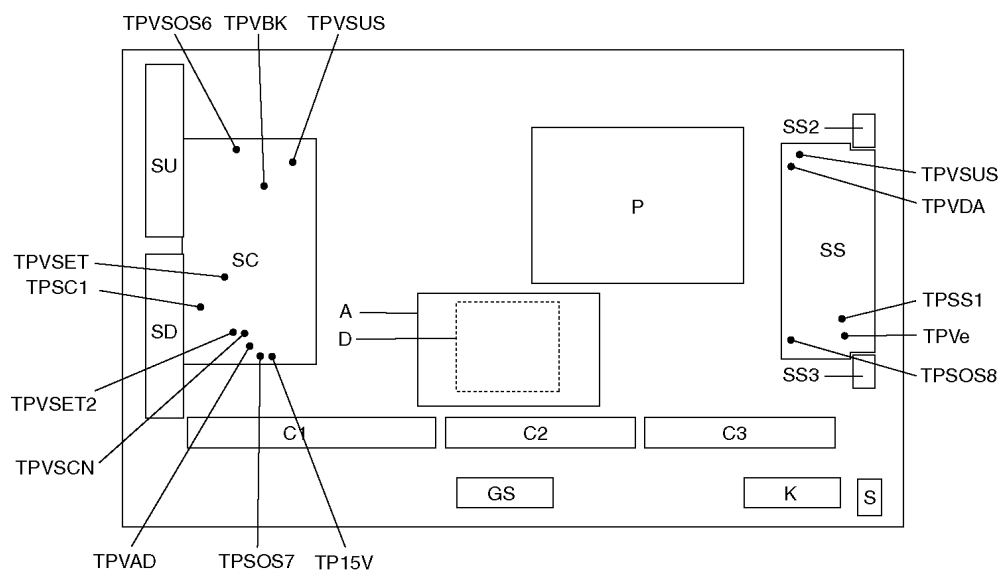 TPVSOS6 TPVBK TPVSUS
SS2
SU
TPVSUS
P
TPVDA
SS
SC
TPVSET
TPSC1
TPSS1
A
SD
TPVe
D
SS3
TPSOS8
TPVSET2
C1 C2 C3
TPVSCN
GS K S
TPVAD TPSOS7 TP15V